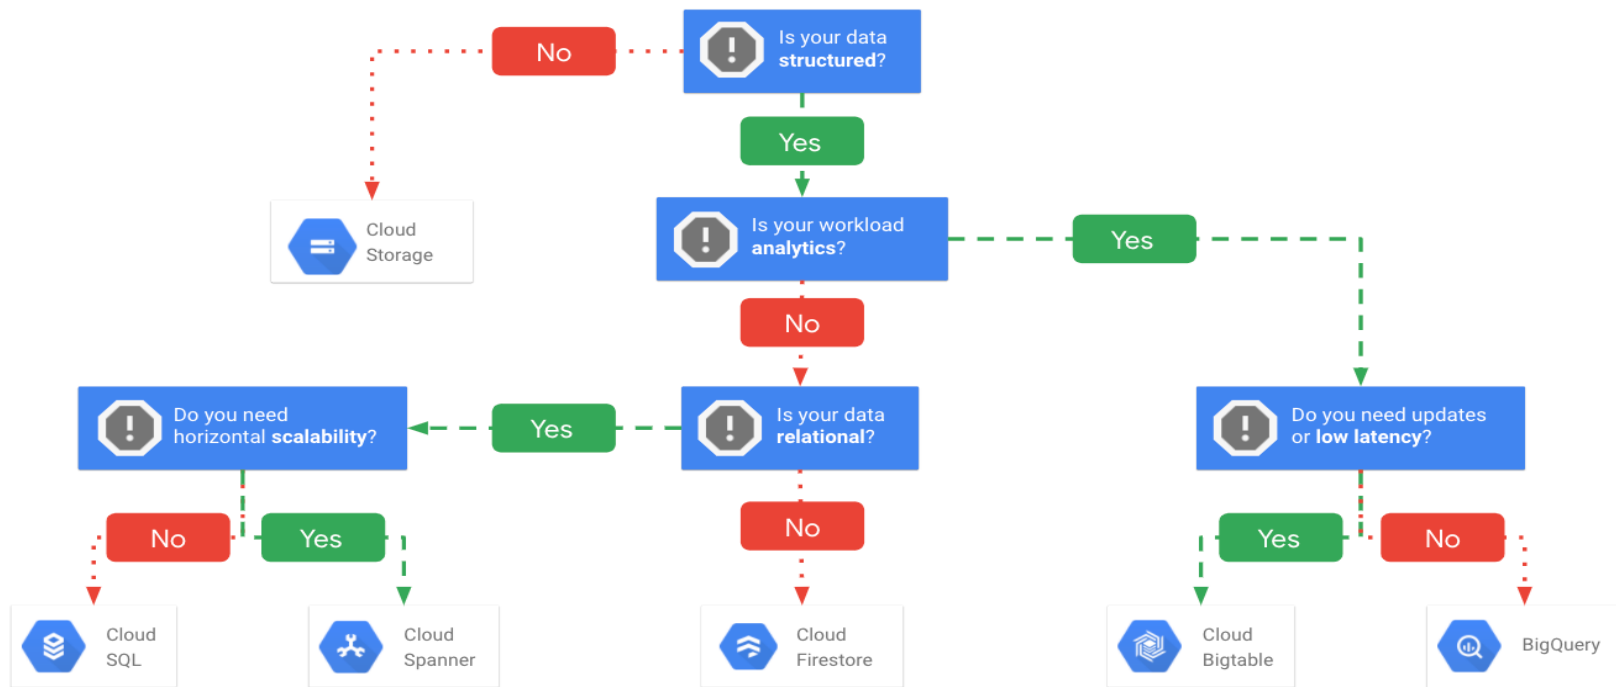 No
Is your data
structured?
Yes
Cloud
Storage
Is your workload
analytics?
Yes
No
Do you need
horizontal scalability?
Yes
Is your data
relational?
Do you need updates
or low latency?
No
Yes
No
Yes
No
Cloud
SQL
Cloud
Spanner
Cloud
Firestore
Cloud
Bigtable
BigQuery